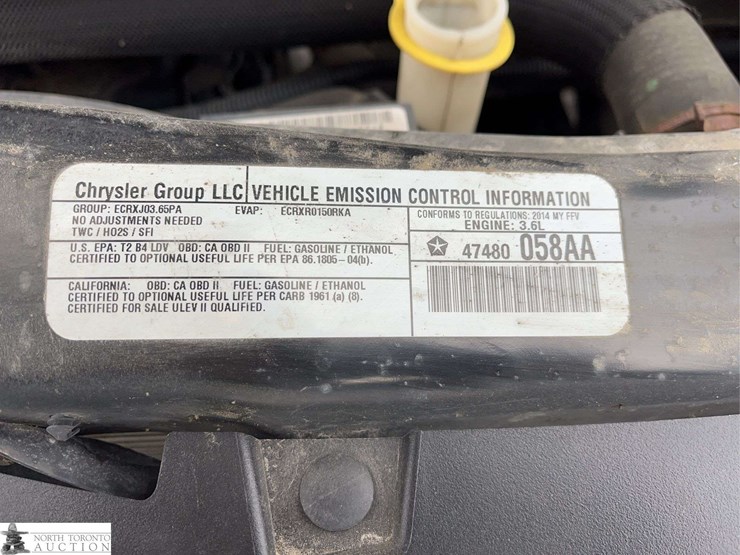 Chrysler Group LLC VEHICLE EMISSION CONTROL INFORMATION
GROUP: ECRXJ03.65PA EVAP: ECRXR0150RKA
NO ADJUSTMENTS NEEDED
TWC / HO2S / SFI
CONFORMS TO REGULATIONS: 2014 MY FFV
ENGINE: 3.6L
U.S. EPA: T2 B4 LDV OBD: CA OBD II FUEL: GASOLINE / ETHANOL
CERTIFIED TO OPTIONAL USEFUL LIFE PER EPA 86.1805-04(b).
47480 058AA
CALIFORNIA: OBD: CA OBD II FUEL: GASOLINE / ETHANOL
CERTIFIED TO OPTIONAL USEFUL LIFE PER CARB 1961 (a) (8).
CERTIFIED FOR SALE ULEV II QUALIFIED.
NORTH TORONTO
AUCTION